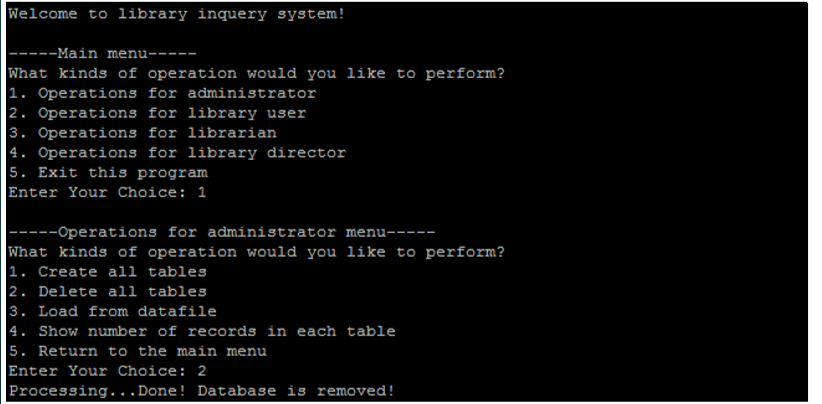 Welcome to library inquery system!
-----Main menu-----
What kinds of operation would you like to perform?
1. Operations for administrator
2. Operations for library user
3. Operations for librarian
4. Operations for library director
5. Exit this program
Enter Your Choice: 1
-----Operations for administrator menu-----
What kinds of operation would you like to perform?
1. Create all tables
2. Delete all tables
3. Load from datafile
4. Show number of records in each table
5. Return to the main menu
Enter Your Choice: 2
Processing...Done! Database is removed!